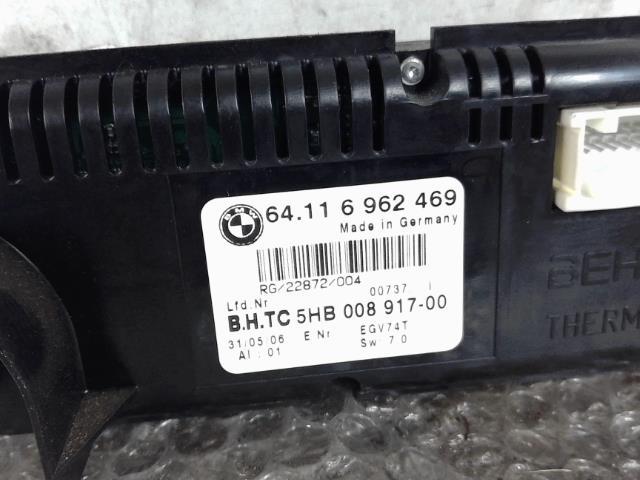 BMW
64.11 6 962 469
Made in Germany
RG/22872/004
Lfd.Nr 00737 I
B.H.TC 5HB 008 917-00
31/05/06 E Nr EGV74T
AI : 01 Sw: 7.0
BEH
THERM